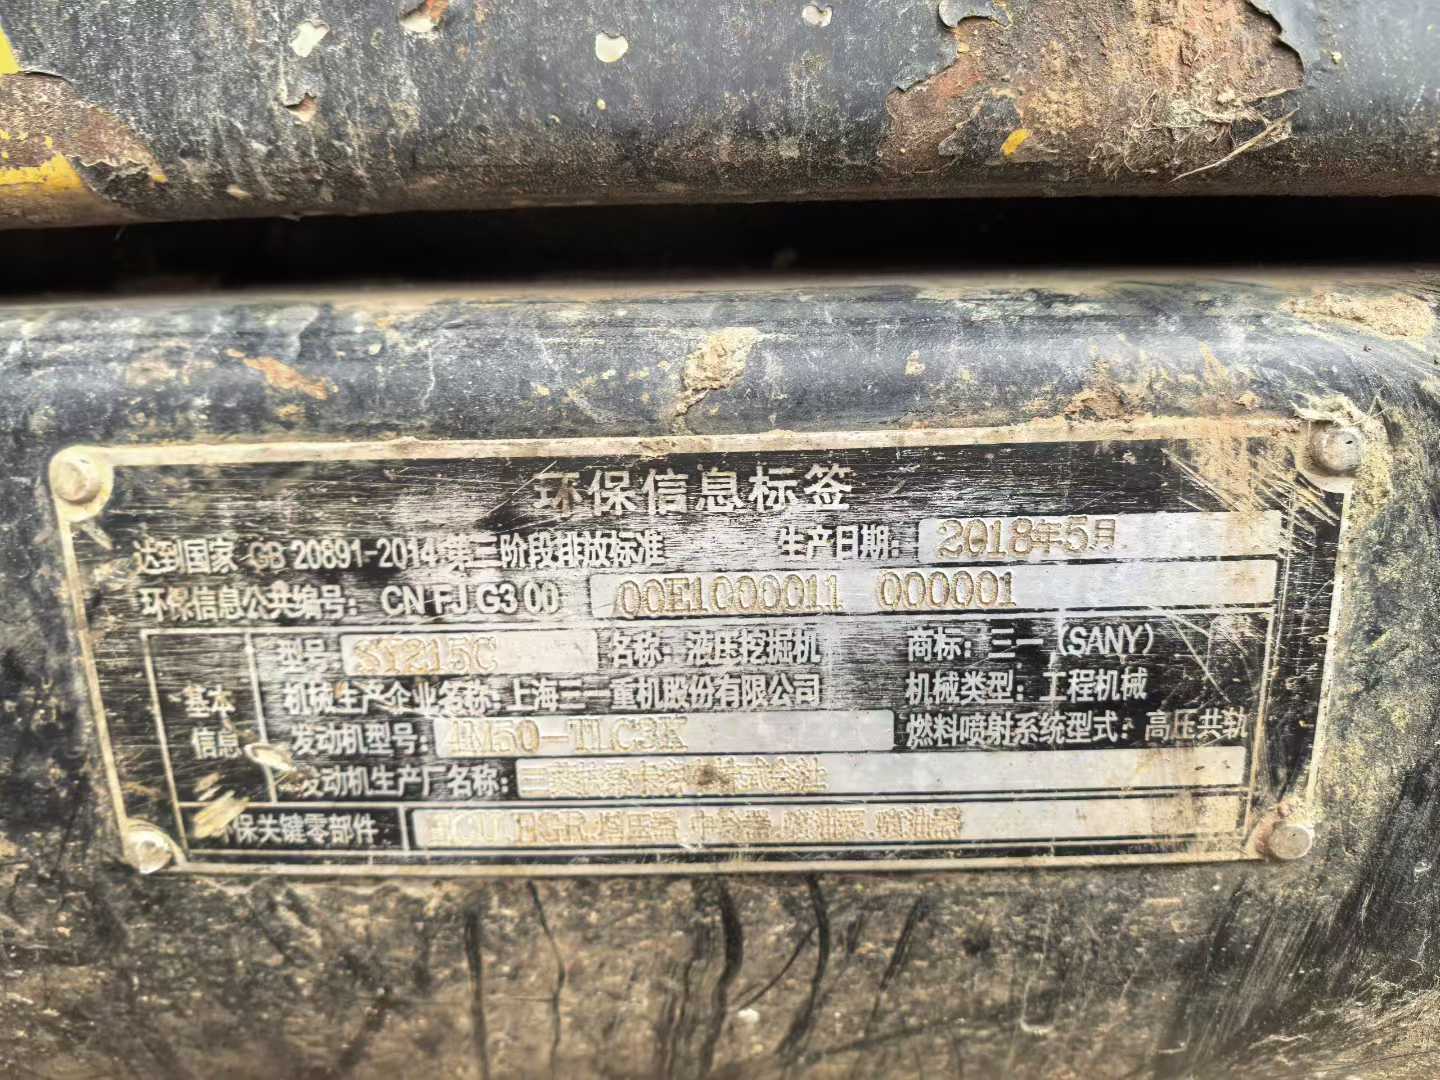 环保信息标签
达到国家 GB 20891-2014 第三阶段排放标准 生产日期: 2018年5月
环保信息公共编号: CN FJ G3 00 00E1000011 000001
型号: SY215C 名称: 液压挖掘机 商标: 三一 (SANY)
基本信息
机械生产企业名称: 上海三一重机股份有限公司 机械类型: 工程机械
发动机型号: 4M50-TLC3K 燃料喷射系统型式: 高压共轨
发动机生产厂名称:
环保关键零部件 ECU, EGR, 增压器, 中冷器, 喷油器